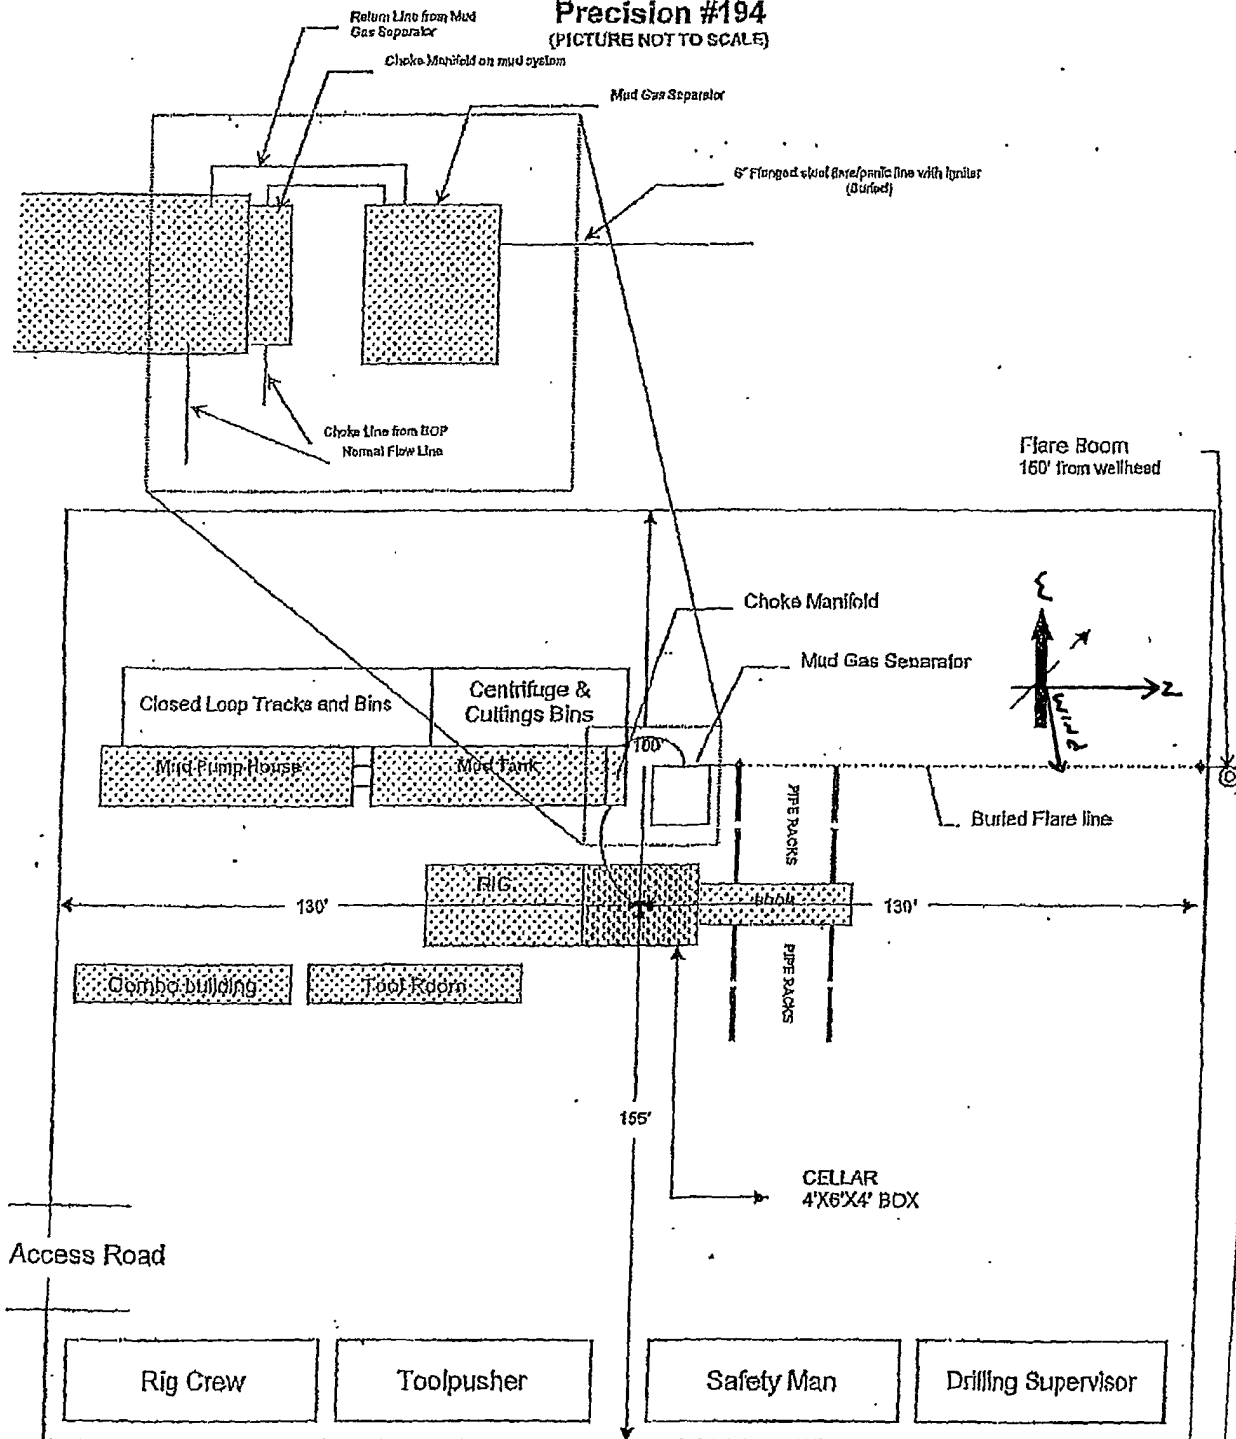 Precision #194
(PICTURE NOT TO SCALE)
Return Line from Mud
Gas Separator
Choke Manifold on mud system
Mud Gas Separator
6" Flanged steel flare/panic line with igniter
(Buried)
Choke Line from BOP
Normal Flow Line
Flare Boom
150' from wellhead
Choke Manifold
Mud Gas Separator
Closed Loop Tracks and Bins
Centrifuge &
Cuttings Bins
100'
Mud Pump House
Mud Tank
PIPE RACKS
Buried Flare line
W
N
Wind
RIG
130'
130'
PIPE RACKS
Combo building
Tool Room
155'
CELLAR
4'X6'X4' BOX
Access Road
Rig Crew
Toolpusher
Safety Man
Drilling Supervisor